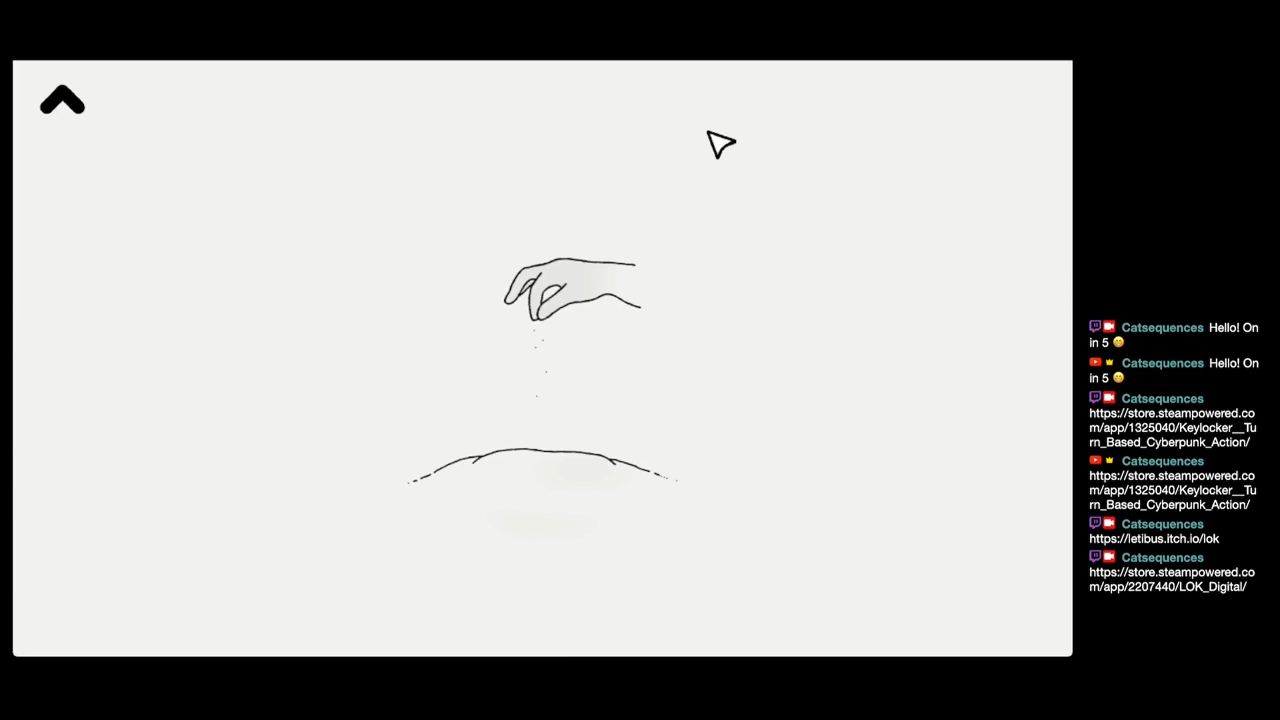 Catsequences Hello! On
in 5
Catsequences Hello! On
in 5
Catsequences
https://store.steampowered.co
m/app/1325040/Keylocker__Tu
rn_Based_Cyberpunk_Action/
Catsequences
https://store.steampowered.co
m/app/1325040/Keylocker__Tu
rn_Based_Cyberpunk_Action/
Catsequences
https://letibus.itch.io/lok
Catsequences
https://store.steampowered.co
m/app/2207440/LOK_Digital/